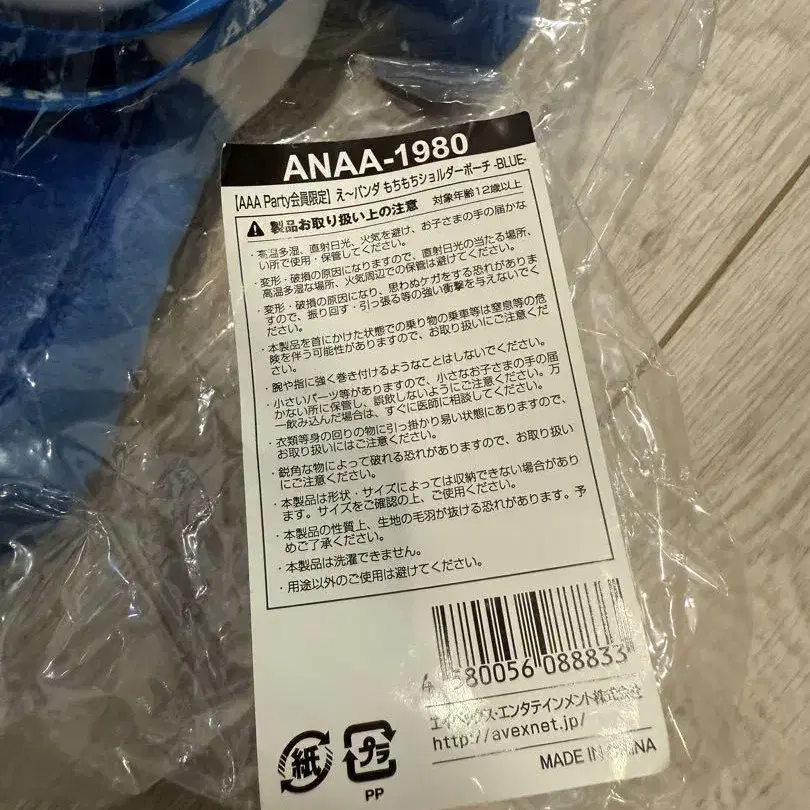 ANAA-1980
【AAA Party会員限定】え〜パンダ もちもちショルダーポーチ -BLUE-
製品お取り扱い上の注意 対象年齢12歳以上
・高温多湿、直射日光、火気を避け、お子さまの手の届かな
い所で使用・保管してください。
・変形・破損の原因になりますので、直射日光の当たる場所、
高温多湿な場所、火気周辺での保管は避けてください。
・変形・破損の原因になり、思わぬケガをする恐れがありま
すので、振り回す・引っ張る等の強い衝撃を与えないでく
ださい。
・本製品を首にかけた状態での乗り物の乗車等は窒息等の危
険を伴う可能性がありますので、お取り扱いにご注意くだ
さい。
・腕や指に強く巻き付けるようなことはしないでください。
・小さいパーツ等がありますので、小さなお子さまの手の届
かない所に保管し、誤飲しないようにご注意ください。万
一飲み込んだ場合は、すぐに医師に相談してください。
・衣類等身の回りの物に引っ掛かり易い状態にありますので、
お取り扱いにはご注意ください。
・鋭角な物によって破れる恐れがありますので、お取り扱い
にご注意ください。
・本製品は形状・サイズによっては収納できない場合があり
ます。サイズをご確認の上、ご使用ください。
・本製品の性質上、生地の毛羽が抜ける恐れがあります。予
めご了承ください。
・本製品は洗濯できません。
・用途以外のご使用は避けてください。
4 580056 088833
エイベックス・エンタテインメント株式会社
http://avexnet.jp/
紙
プラ
PP
MADE IN CHINA